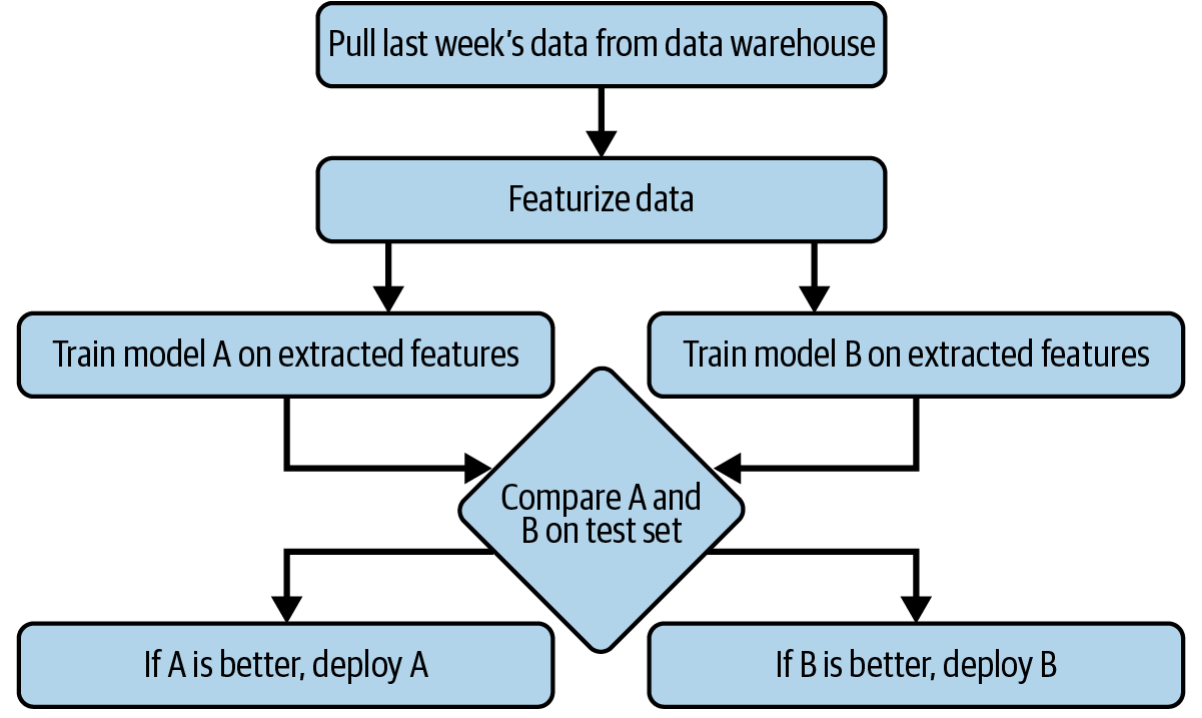 Pull last week’s data from data warehouse
Featurize data
Train model A on extracted features
Train model B on extracted features
Compare A and
B on test set
If A is better, deploy A
If B is better, deploy B